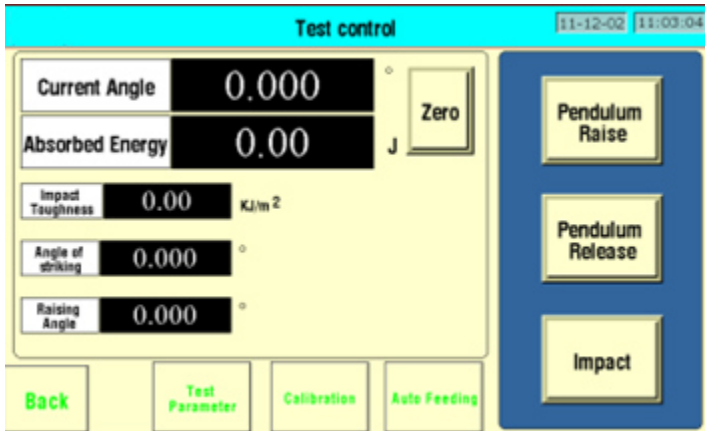 Test control
11-12-02 11:03:04
Current Angle 0.000 °
Zero
Absorbed Energy 0.00 J
Impact
Toughness 0.00 KJ/m²
Angle of
striking 0.000 °
Raising
Angle 0.000 °
Pendulum
Raise
Pendulum
Release
Impact
Back
Test
Parameter
Calibration
Auto Feeding